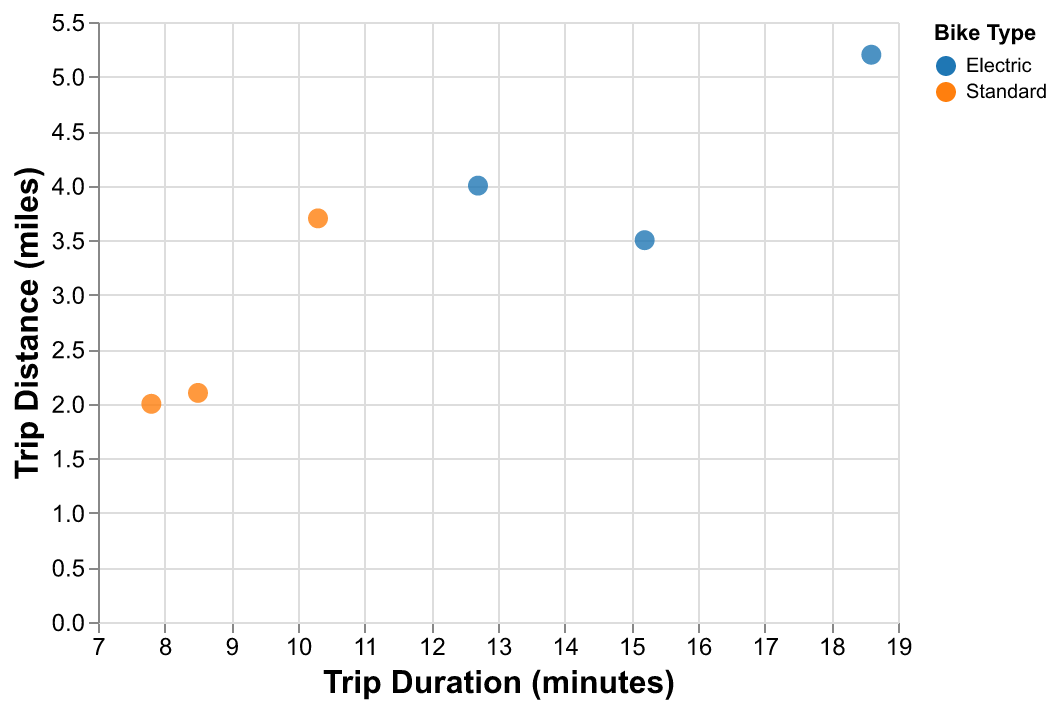 5.5
5.0
4.5
4.0
3.5
3.0
2.5
2.0
1.5
1.0
0.5
0.0
Trip Distance (miles)
7 8 9 10 11 12 13 14 15 16 17 18 19
Trip Duration (minutes)
Bike Type
Electric
Standard